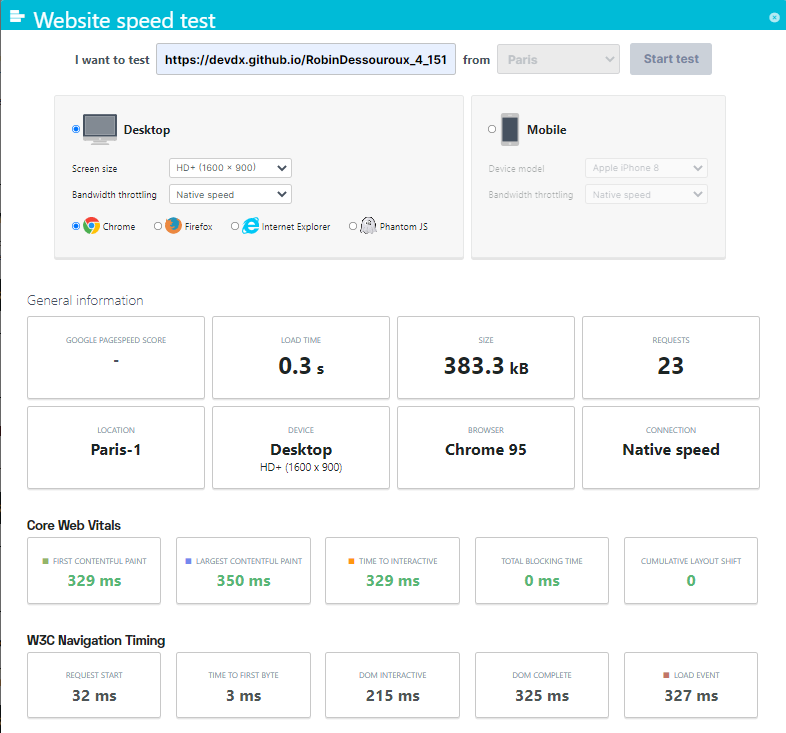 Website speed test
I want to test https://devdx.github.io/RobinDessouroux_4_151 from Paris Start test
Desktop
Screen size HD+ (1600 × 900)
Bandwidth throttling Native speed
Chrome Firefox Internet Explorer Phantom JS
Mobile
Device model Apple iPhone 8
Bandwidth throttling Native speed
General information
GOOGLE PAGESPEED SCORE
-
LOAD TIME
0.3 s
SIZE
383.3 kB
REQUESTS
23
LOCATION
Paris-1
DEVICE
Desktop
HD+ (1600 x 900)
BROWSER
Chrome 95
CONNECTION
Native speed
Core Web Vitals
FIRST CONTENTFUL PAINT
329 ms
LARGEST CONTENTFUL PAINT
350 ms
TIME TO INTERACTIVE
329 ms
TOTAL BLOCKING TIME
0 ms
CUMULATIVE LAYOUT SHIFT
0
W3C Navigation Timing
REQUEST START
32 ms
TIME TO FIRST BYTE
3 ms
DOM INTERACTIVE
215 ms
DOM COMPLETE
325 ms
LOAD EVENT
327 ms